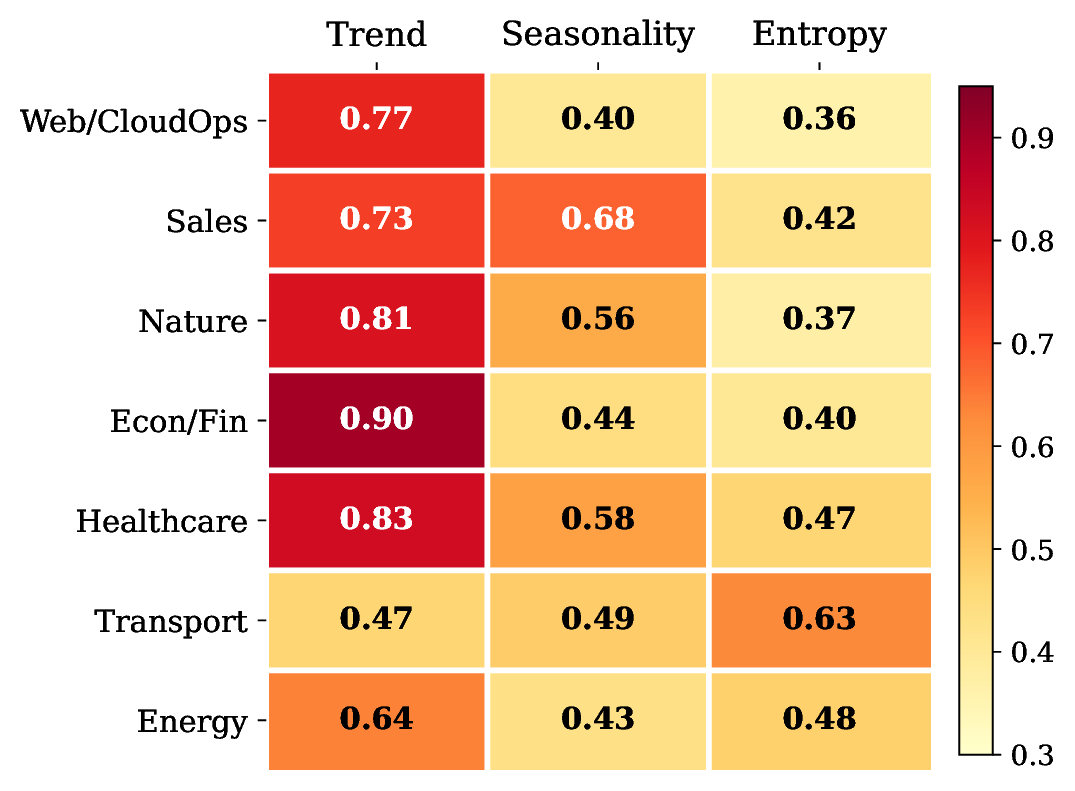 Trend Seasonality Entropy
Web/CloudOps 0.77 0.40 0.36
Sales 0.73 0.68 0.42
Nature 0.81 0.56 0.37
Econ/Fin 0.90 0.44 0.40
Healthcare 0.83 0.58 0.47
Transport 0.47 0.49 0.63
Energy 0.64 0.43 0.48
0.9
0.8
0.7
0.6
0.5
0.4
0.3